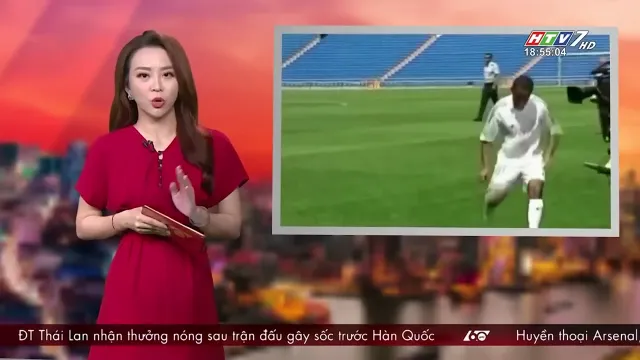 HTV7 HD
18:55:04
ĐT Thái Lan nhận thưởng nóng sau trận đấu gây sốc trước Hàn Quốc 60 Huyền thoại Arsenal